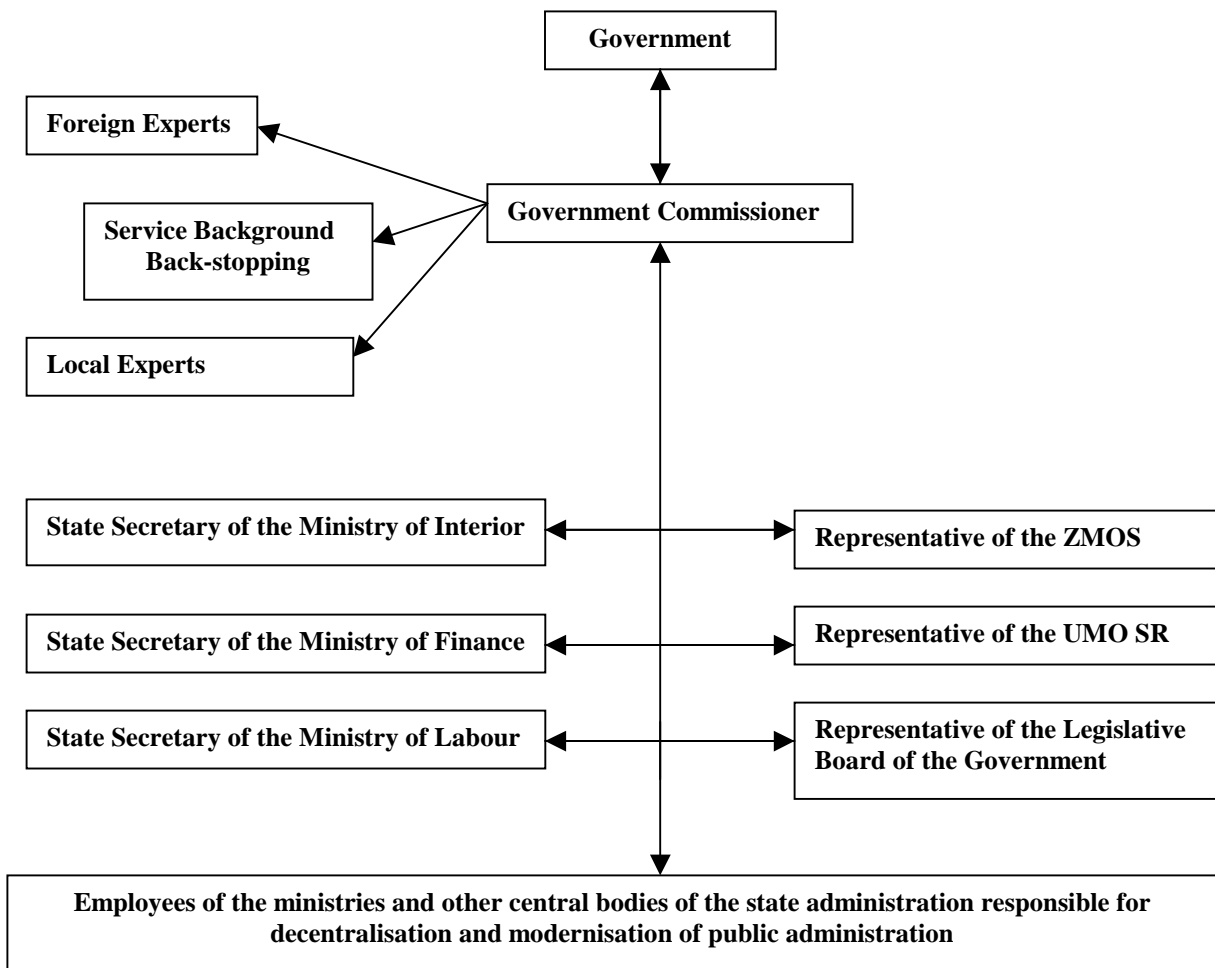 Government
Foreign Experts
Government Commissioner
Service Background
Back-stopping
Local Experts
State Secretary of the Ministry of Interior
Representative of the ZMOS
State Secretary of the Ministry of Finance
Representative of the UMO SR
State Secretary of the Ministry of Labour
Representative of the Legislative
Board of the Government
Employees of the ministries and other central bodies of the state administration responsible for
decentralisation and modernisation of public administration